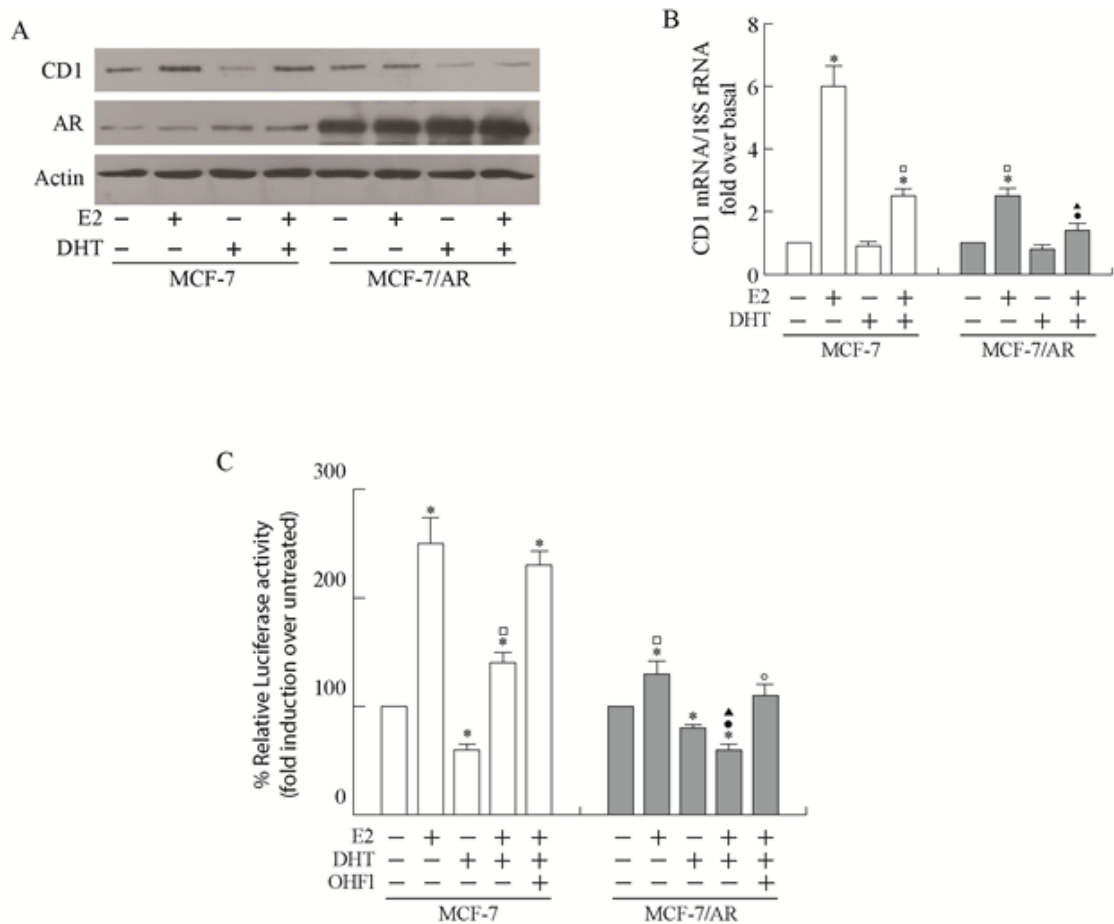 A
CD1
AR
Actin
E2 − + − + − + − +
DHT − − + + − − + +
MCF-7 MCF-7/AR
B
CD1 mRNA/18S rRNA
fold over basal
8
6
4
2
0
* □ * □ * ▲ ●
E2 − + − + − + − +
DHT − − + + − − + +
MCF-7 MCF-7/AR
C
% Relative Luciferase activity
(fold induction over untreated)
300
200
100
0
* * □ * * □ * * ▲ ● * ○
E2 − + − + + − + − + +
DHT − − + + + − − + + +
OHFl − − − − + − − − − +
MCF-7 MCF-7/AR